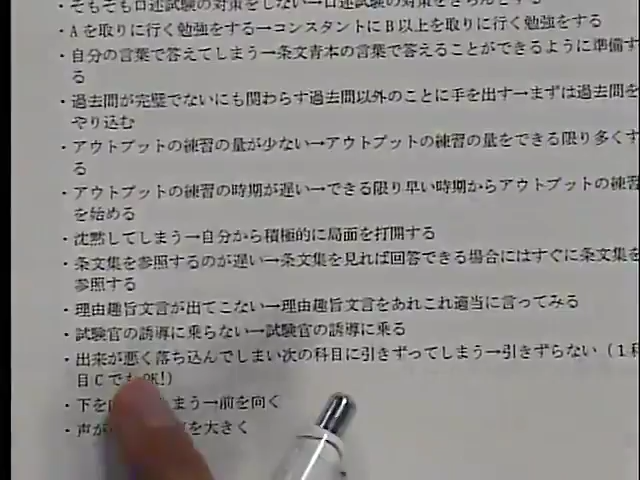 ・そもそも口述試験の対策をしない→口述試験の対策をきちんとする
・Aを取りに行く勉強をする→コンスタントにB以上を取りに行く勉強をする
・自分の言葉で答えてしまう→条文青本の言葉で答えることができるように準備す
る
・過去問が完璧でないにも関わらず過去問以外のことに手を出す→まずは過去問を
やり込む
・アウトプットの練習の量が少ない→アウトプットの練習の量をできる限り多くす
る
・アウトプットの練習の時期が遅い→できる限り早い時期からアウトプットの練習
を始める
・沈黙してしまう→自分から積極的に局面を打開する
・条文集を参照するのが遅い→条文集を見れば回答できる場合にはすぐに条文集を
参照する
・理由趣旨文言が出てこない→理由趣旨文言をあれこれ適当に言ってみる
・試験官の誘導に乗らない→試験官の誘導に乗る
・出来が悪く落ち込んでしまい次の科目に引きずってしまう→引きずらない（1科
目CでもOK!）
・下を まう→前を向く
・声が を大きく